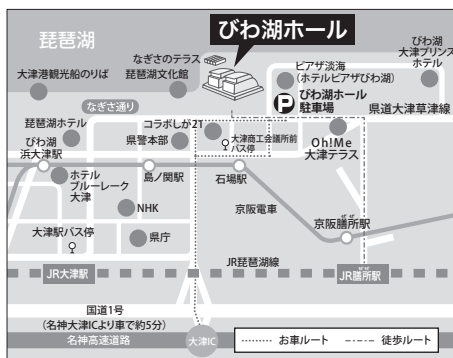 琵琶湖
びわ湖ホール
なぎさのテラス
大津港観光船のりば
琵琶湖文化館
ピアザ淡海
(ホテルピアザびわ湖)
びわ湖
大津プリンス
ホテル
P
びわ湖ホール
駐車場
県道大津草津線
なぎさ通り
琵琶湖ホテル
コラボしが21
県警本部
大津商工会議所前
バス停
Oh!Me
大津テラス
びわ湖
浜大津駅
島ノ関駅
石場駅
ホテル
ブルーレーク
大津
NHK
京阪電車
ぜぜ
京阪膳所駅
大津駅バス停
県庁
JR琵琶湖線
JR大津駅
ぜぜ
JR膳所駅
国道1号
(名神大津ICより車で約5分)
名神高速道路
大津IC
お車ルート
徒歩ルート